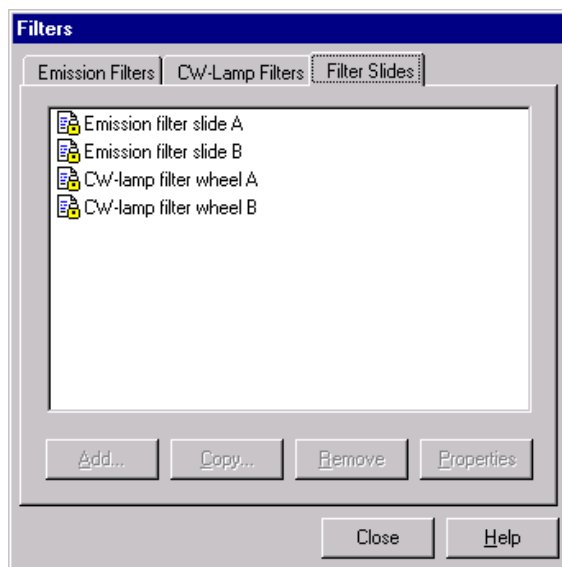 Filters
Emission Filters CW-Lamp Filters Filter Slides
Emission filter slide A
Emission filter slide B
CW-lamp filter wheel A
CW-lamp filter wheel B
Add... Copy... Remove Properties
Close Help